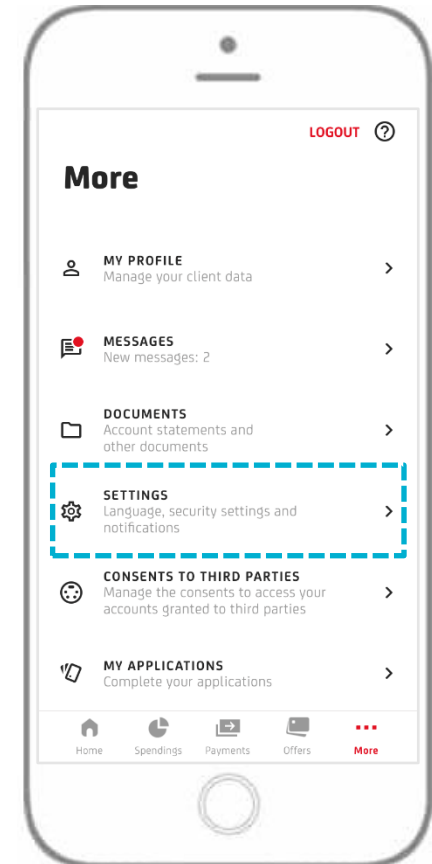 LOGOUT
More
MY PROFILE
Manage your client data
MESSAGES
New messages: 2
DOCUMENTS
Account statements and
other documents
SETTINGS
Language, security settings and
notifications
CONSENTS TO THIRD PARTIES
Manage the consents to access your
accounts granted to third parties
MY APPLICATIONS
Complete your applications
Home Spendings Payments Offers More